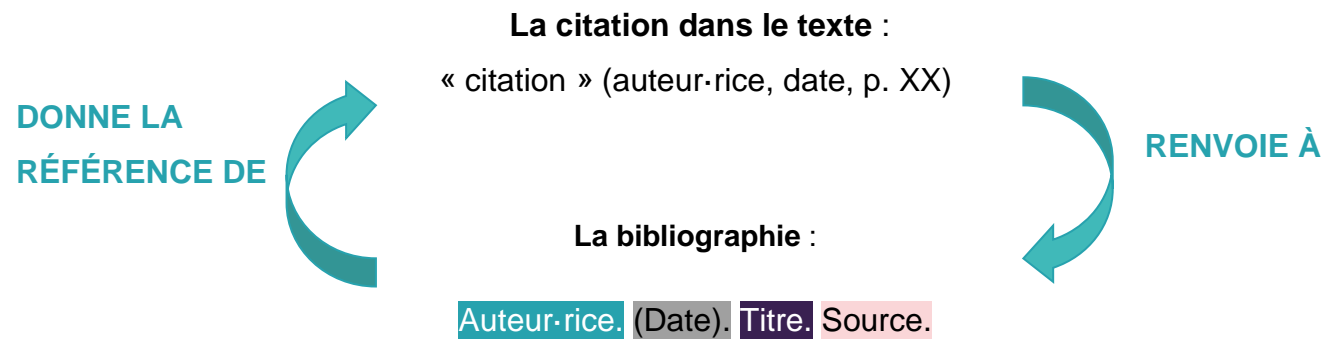 La citation dans le texte :
« citation » (auteur·rice, date, p. XX)
DONNE LA
RÉFÉRENCE DE
RENVOIE À
La bibliographie :
Auteur·rice. (Date). Titre. Source.